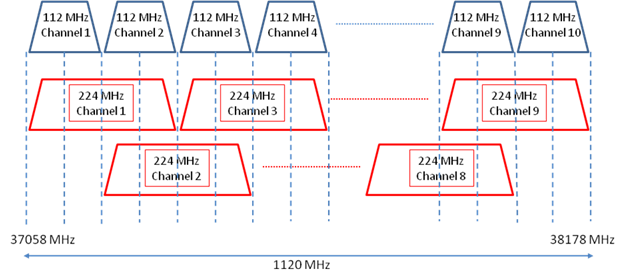 112 MHz 112 MHz 112 MHz 112 MHz 112 MHz 112 MHz
Channel 1 Channel 2 Channel 3 Channel 4 Channel 9 Channel 10
224 MHz 224 MHz 224 MHz
Channel 1 Channel 3 Channel 9
224 MHz 224 MHz
Channel 2 Channel 8
37058 MHz 38178 MHz
1120 MHz